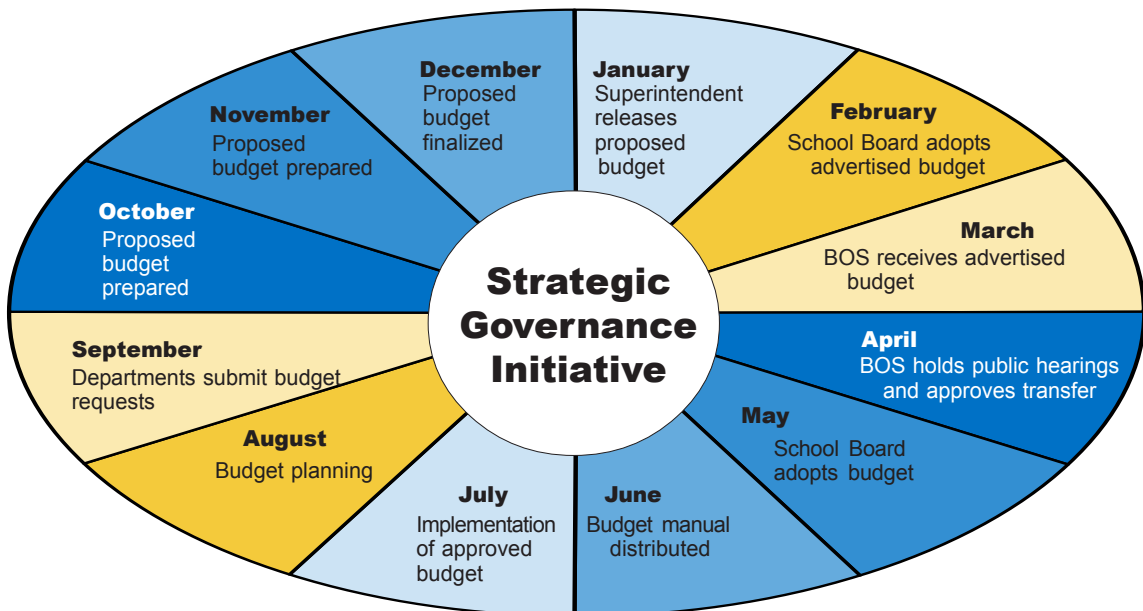 December
Proposed
budget
finalized
January
Superintendent
releases
proposed
budget
February
School Board adopts
advertised budget
March
BOS receives advertised
budget
April
BOS holds public hearings
and approves transfer
May
School Board
adopts budget
June
Budget manual
distributed
July
Implementation
of approved
budget
August
Budget planning
September
Departments submit budget
requests
October
Proposed
budget
prepared
November
Proposed
budget prepared
Strategic
Governance
Initiative